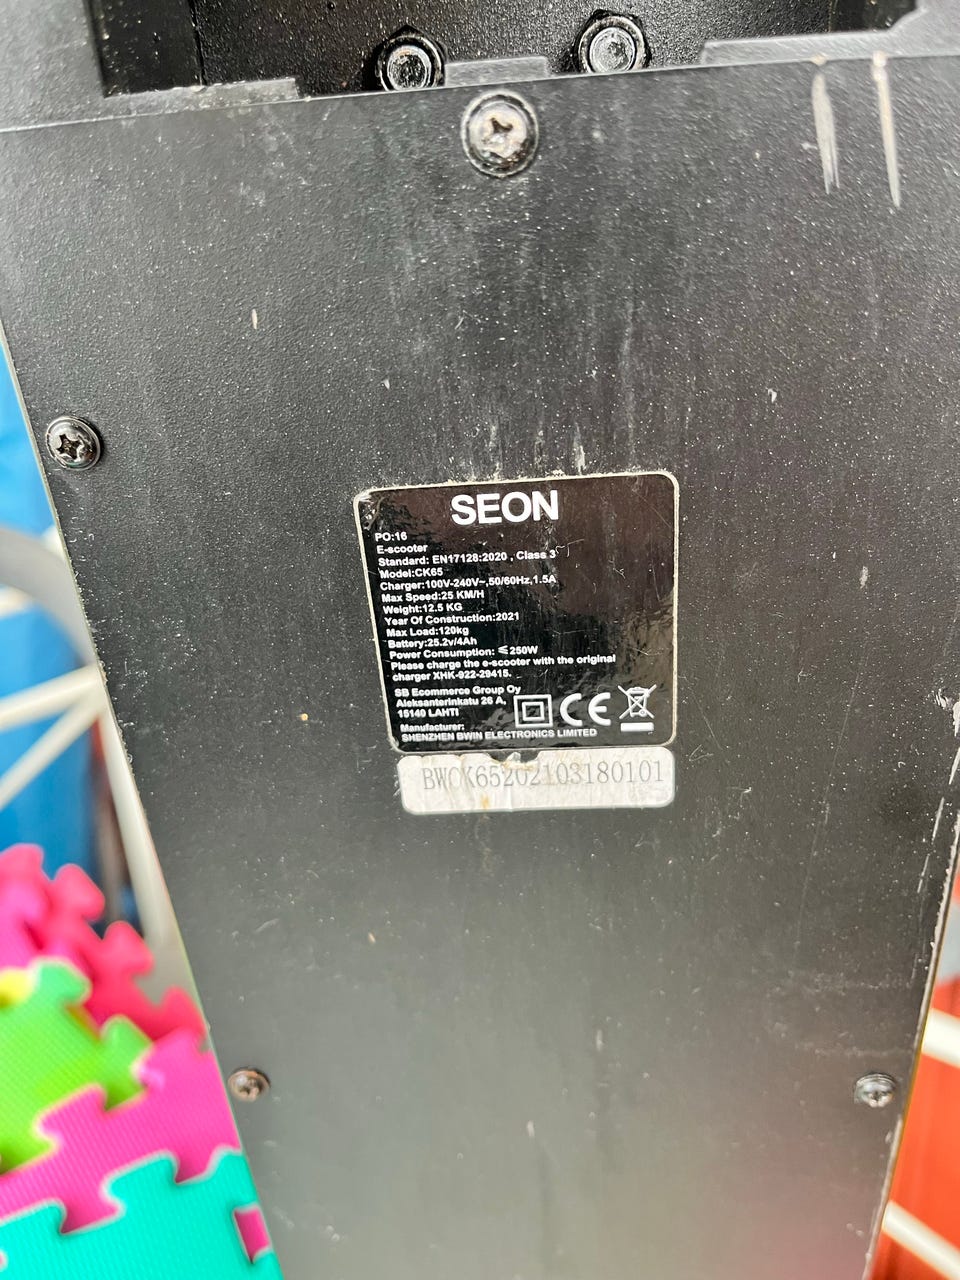 SEON
PO:16
E-scooter
Standard: EN17128:2020 , Class 3
Model:CK65
Charger:100V-240V~,50/60Hz,1.5A
Max Speed:25 KM/H
Weight:12.5 KG
Year Of Construction:2021
Max Load:120kg
Battery:25.2v/4Ah
Power Consumption: ≤250W
Please charge the e-scooter with the original
charger XHK-922-29415.
SB Ecommerce Group Oy
Aleksanterinkatu 26 A,
15140 LAHTI
CE
Manufacturer:
SHENZHEN BWIN ELECTRONICS LIMITED
BWCK65202103180101